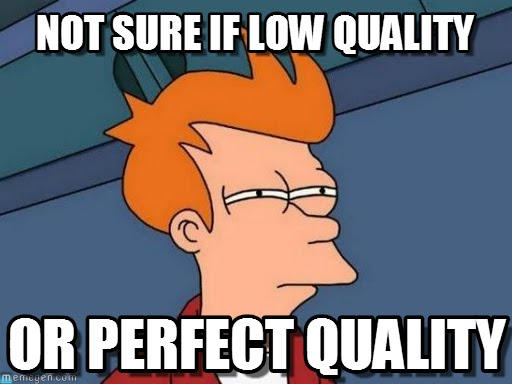 NOT SURE IF LOW QUALITY
OR PERFECT QUALITY
memegen.com